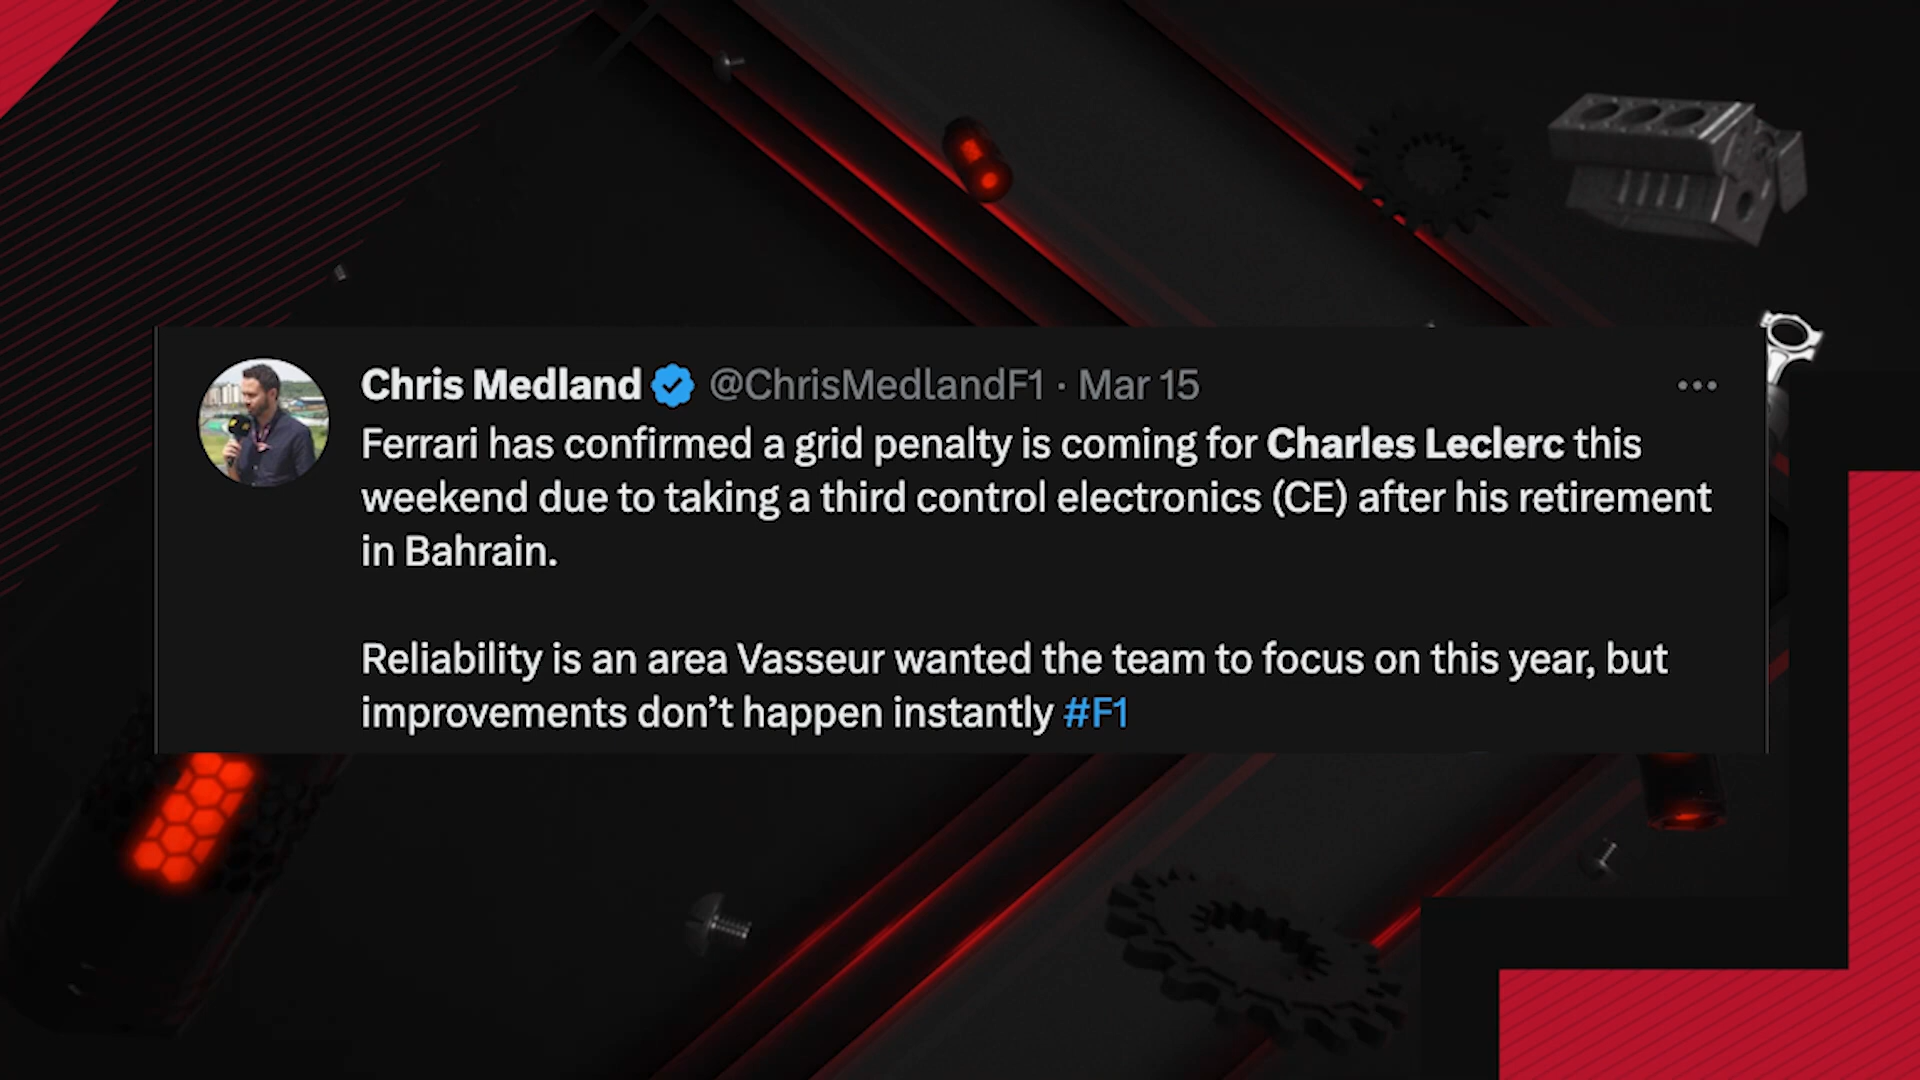 Chris Medland @ChrisMedlandF1 · Mar 15
Ferrari has confirmed a grid penalty is coming for Charles Leclerc this
weekend due to taking a third control electronics (CE) after his retirement
in Bahrain.
Reliability is an area Vasseur wanted the team to focus on this year, but
improvements don’t happen instantly #F1